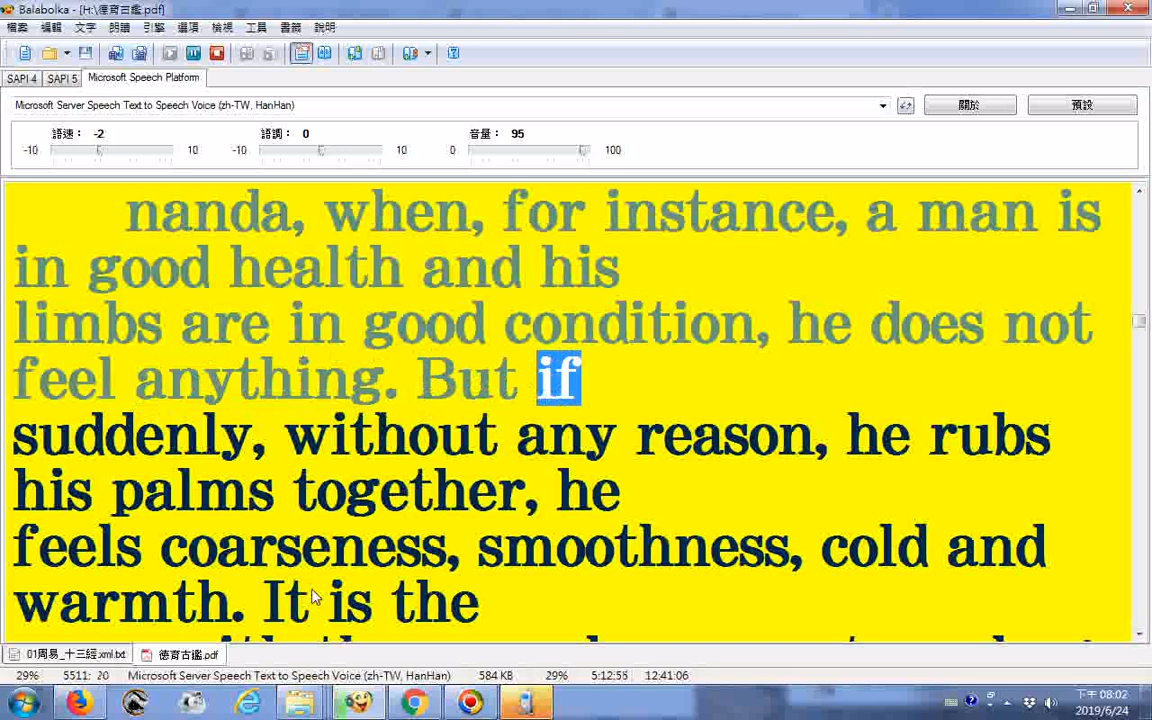 Balabolka - [H:\德育古鑑.pdf]
檔案 編輯 文字 朗讀 引擎 選項 檢視 工具 書籤 說明
SAPI 4 SAPI 5 Microsoft Speech Platform
Microsoft Server Speech Text to Speech Voice (zh-TW, HanHan) 關於 預設
語速： -2 語調： 0 音量： 95
-10 10 -10 10 0 100
nanda, when, for instance, a man is
in good health and his
limbs are in good condition, he does not
feel anything. But if
suddenly, without any reason, he rubs
his palms together, he
feels coarseness, smoothness, cold and
warmth. It is the
01周易_十三經.xml.txt 德育古鑑.pdf
29% 5511: 20 Microsoft Server Speech Text to Speech Voice (zh-TW, HanHan) 584 KB 29% 5:12:55 12:41:06
下午 08:02
2019/6/24